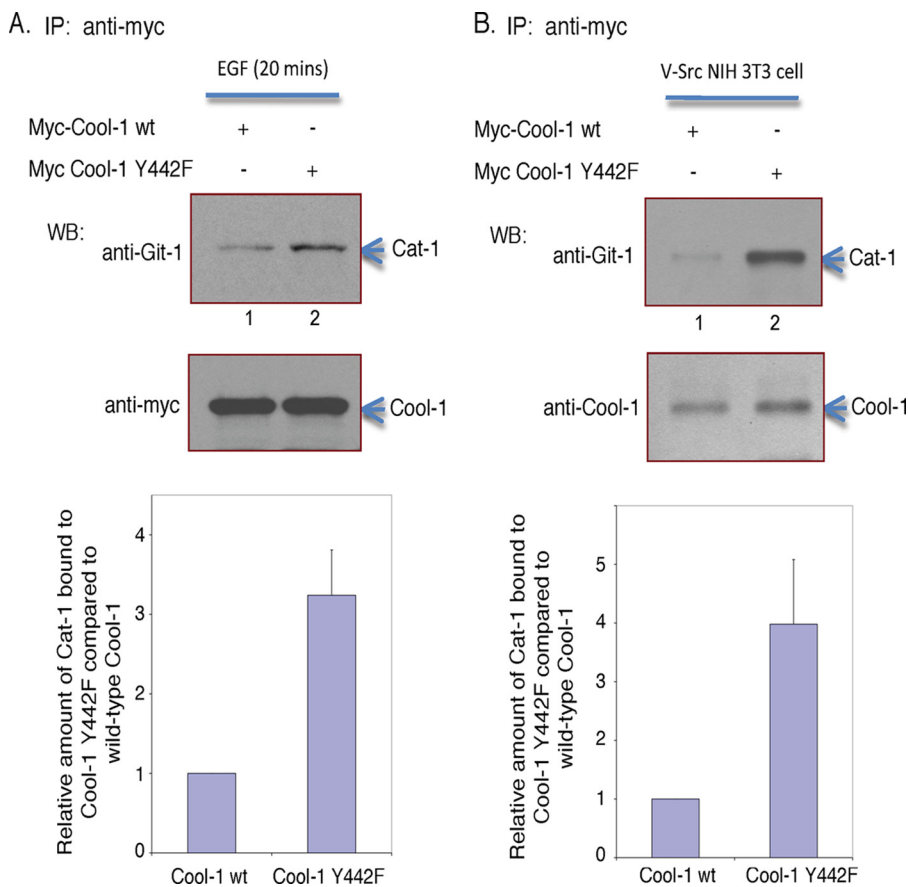 A. IP: anti-myc
EGF (20 mins)
Myc-Cool-1 wt + -
Myc Cool-1 Y442F - +
WB:
anti-Git-1 Cat-1
1 2
anti-myc Cool-1
Relative amount of Cat-1 bound to
Cool-1 Y442F compared to
wild-type Cool-1
4
3
2
1
0
Cool-1 wt Cool-1 Y442F
B. IP: anti-myc
V-Src NIH 3T3 cell
Myc-Cool-1 wt + -
Myc Cool-1 Y442F - +
WB:
anti-Git-1 Cat-1
1 2
anti-Cool-1 Cool-1
Relative amount of Cat-1 bound to
Cool-1 Y442F compared to
wild-type Cool-1
5
4
3
2
1
0
Cool-1 wt Cool-1 Y442F